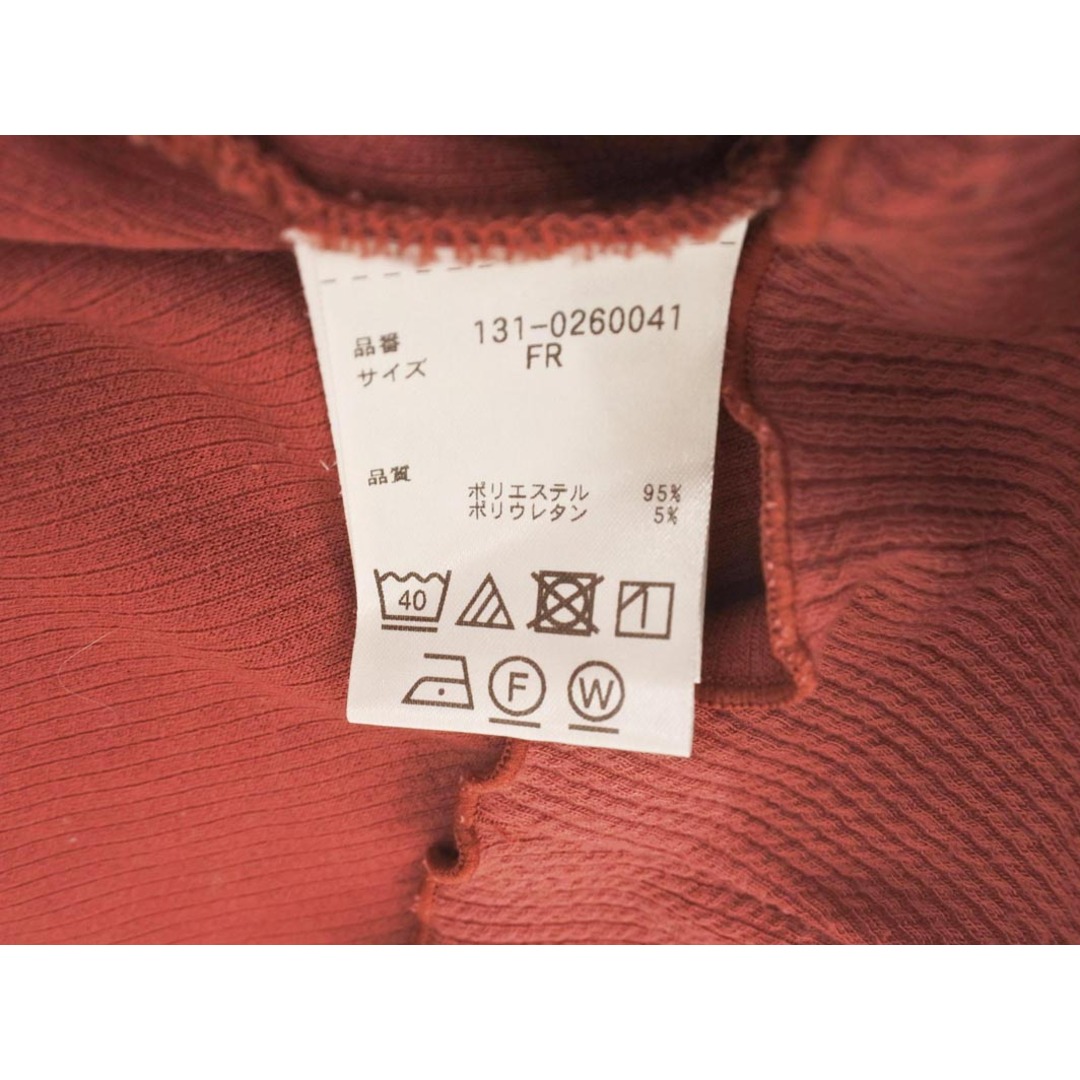 品番 131-0260041
サイズ FR
品質
ポリエステル 95%
ポリウレタン 5%
40
F W